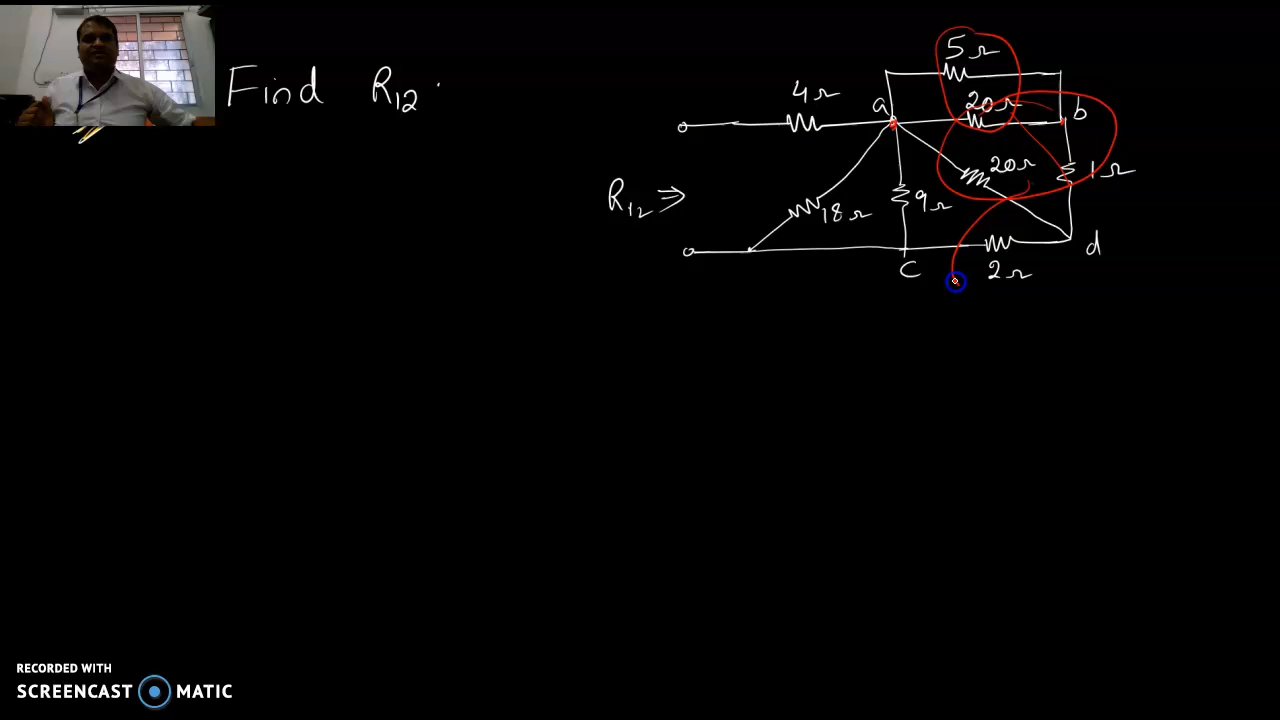 Find R12.
5Ω
4Ω
a
20Ω
b
20Ω
1Ω
R12 ⇒
18Ω
9Ω
c
2Ω
d
RECORDED WITH
SCREENCAST MATIC